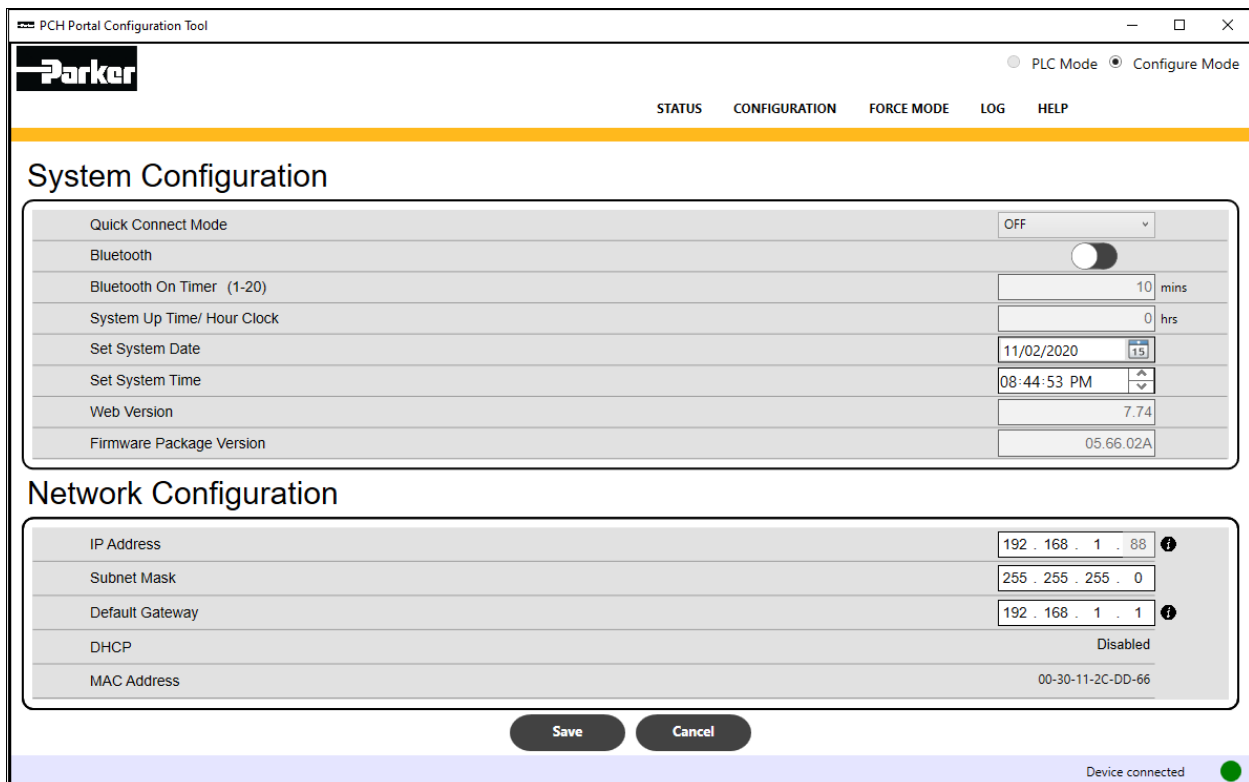 PCH Portal Configuration Tool
Parker
PLC Mode Configure Mode
STATUS CONFIGURATION FORCE MODE LOG HELP
System Configuration
Quick Connect Mode OFF
Bluetooth
Bluetooth On Timer (1-20) 10 mins
System Up Time/ Hour Clock 0 hrs
Set System Date 11/02/2020 15
Set System Time 08:44:53 PM
Web Version 7.74
Firmware Package Version 05.66.02A
Network Configuration
IP Address 192 . 168 . 1 . 88 i
Subnet Mask 255 . 255 . 255 . 0
Default Gateway 192 . 168 . 1 . 1 i
DHCP Disabled
MAC Address 00-30-11-2C-DD-66
Save Cancel
Device connected